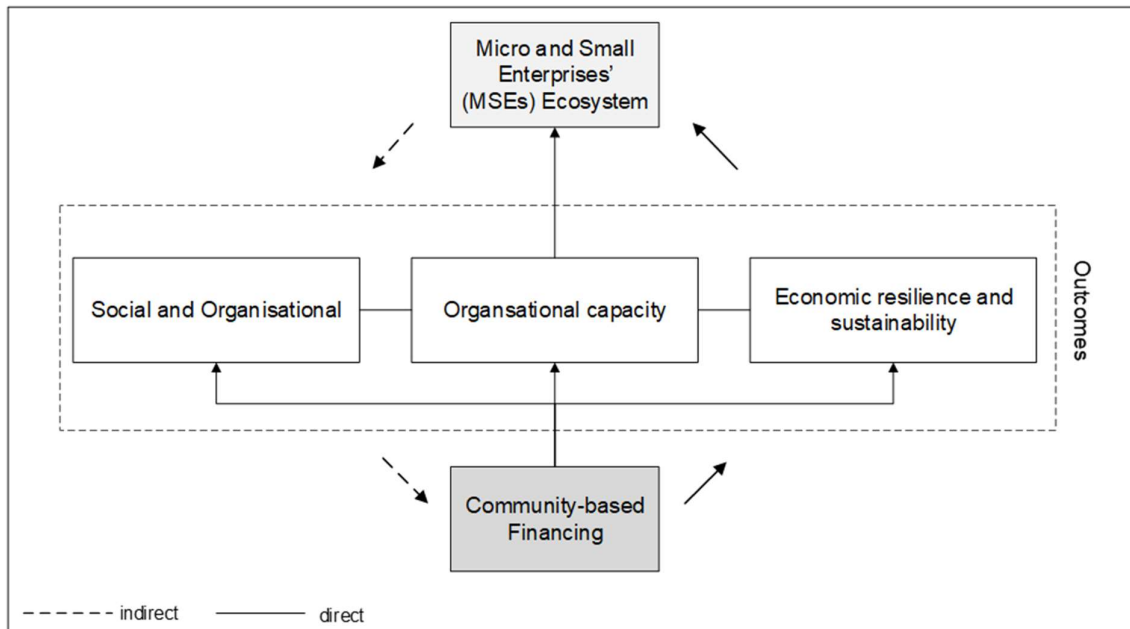 Micro and Small
Enterprises’
(MSEs) Ecosystem
Social and Organisational
Organsational capacity
Economic resilience and
sustainability
Outcomes
Community-based
Financing
indirect
direct